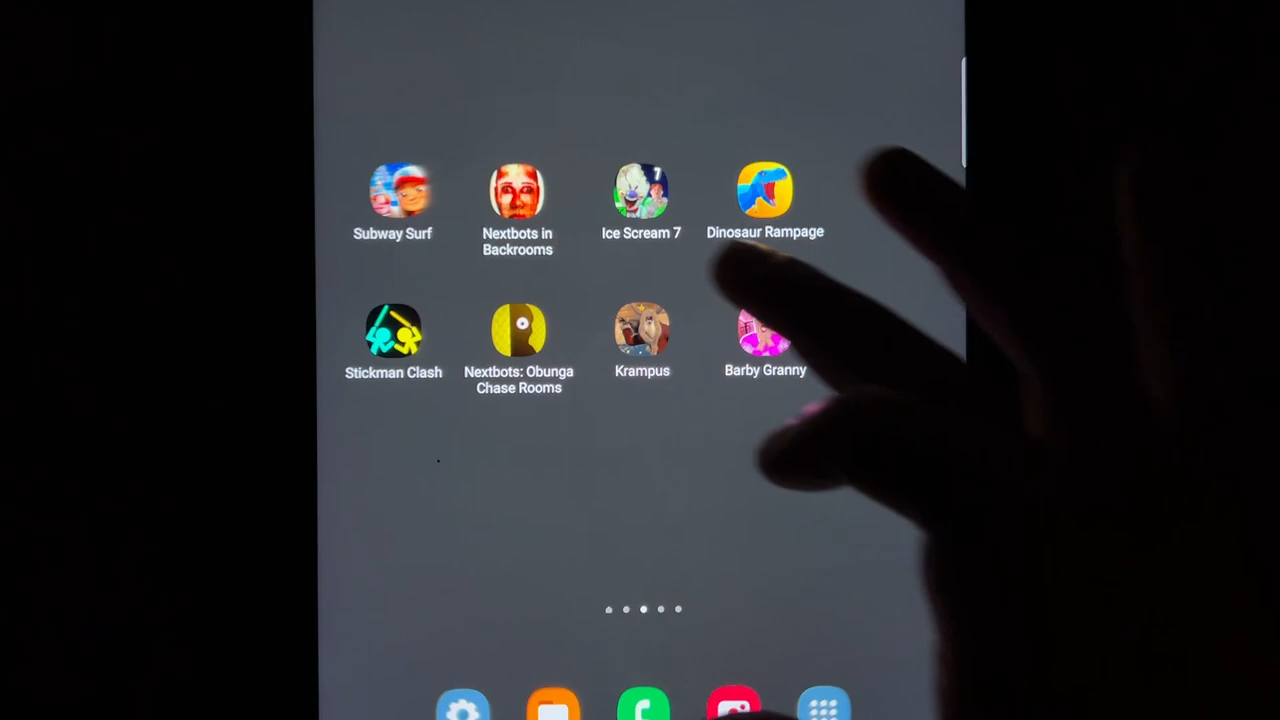 Subway Surf
Nextbots in
Backrooms
Ice Scream 7
Dinosaur Rampage
Stickman Clash
Nextbots: Obunga
Chase Rooms
Krampus
Barby Granny
7